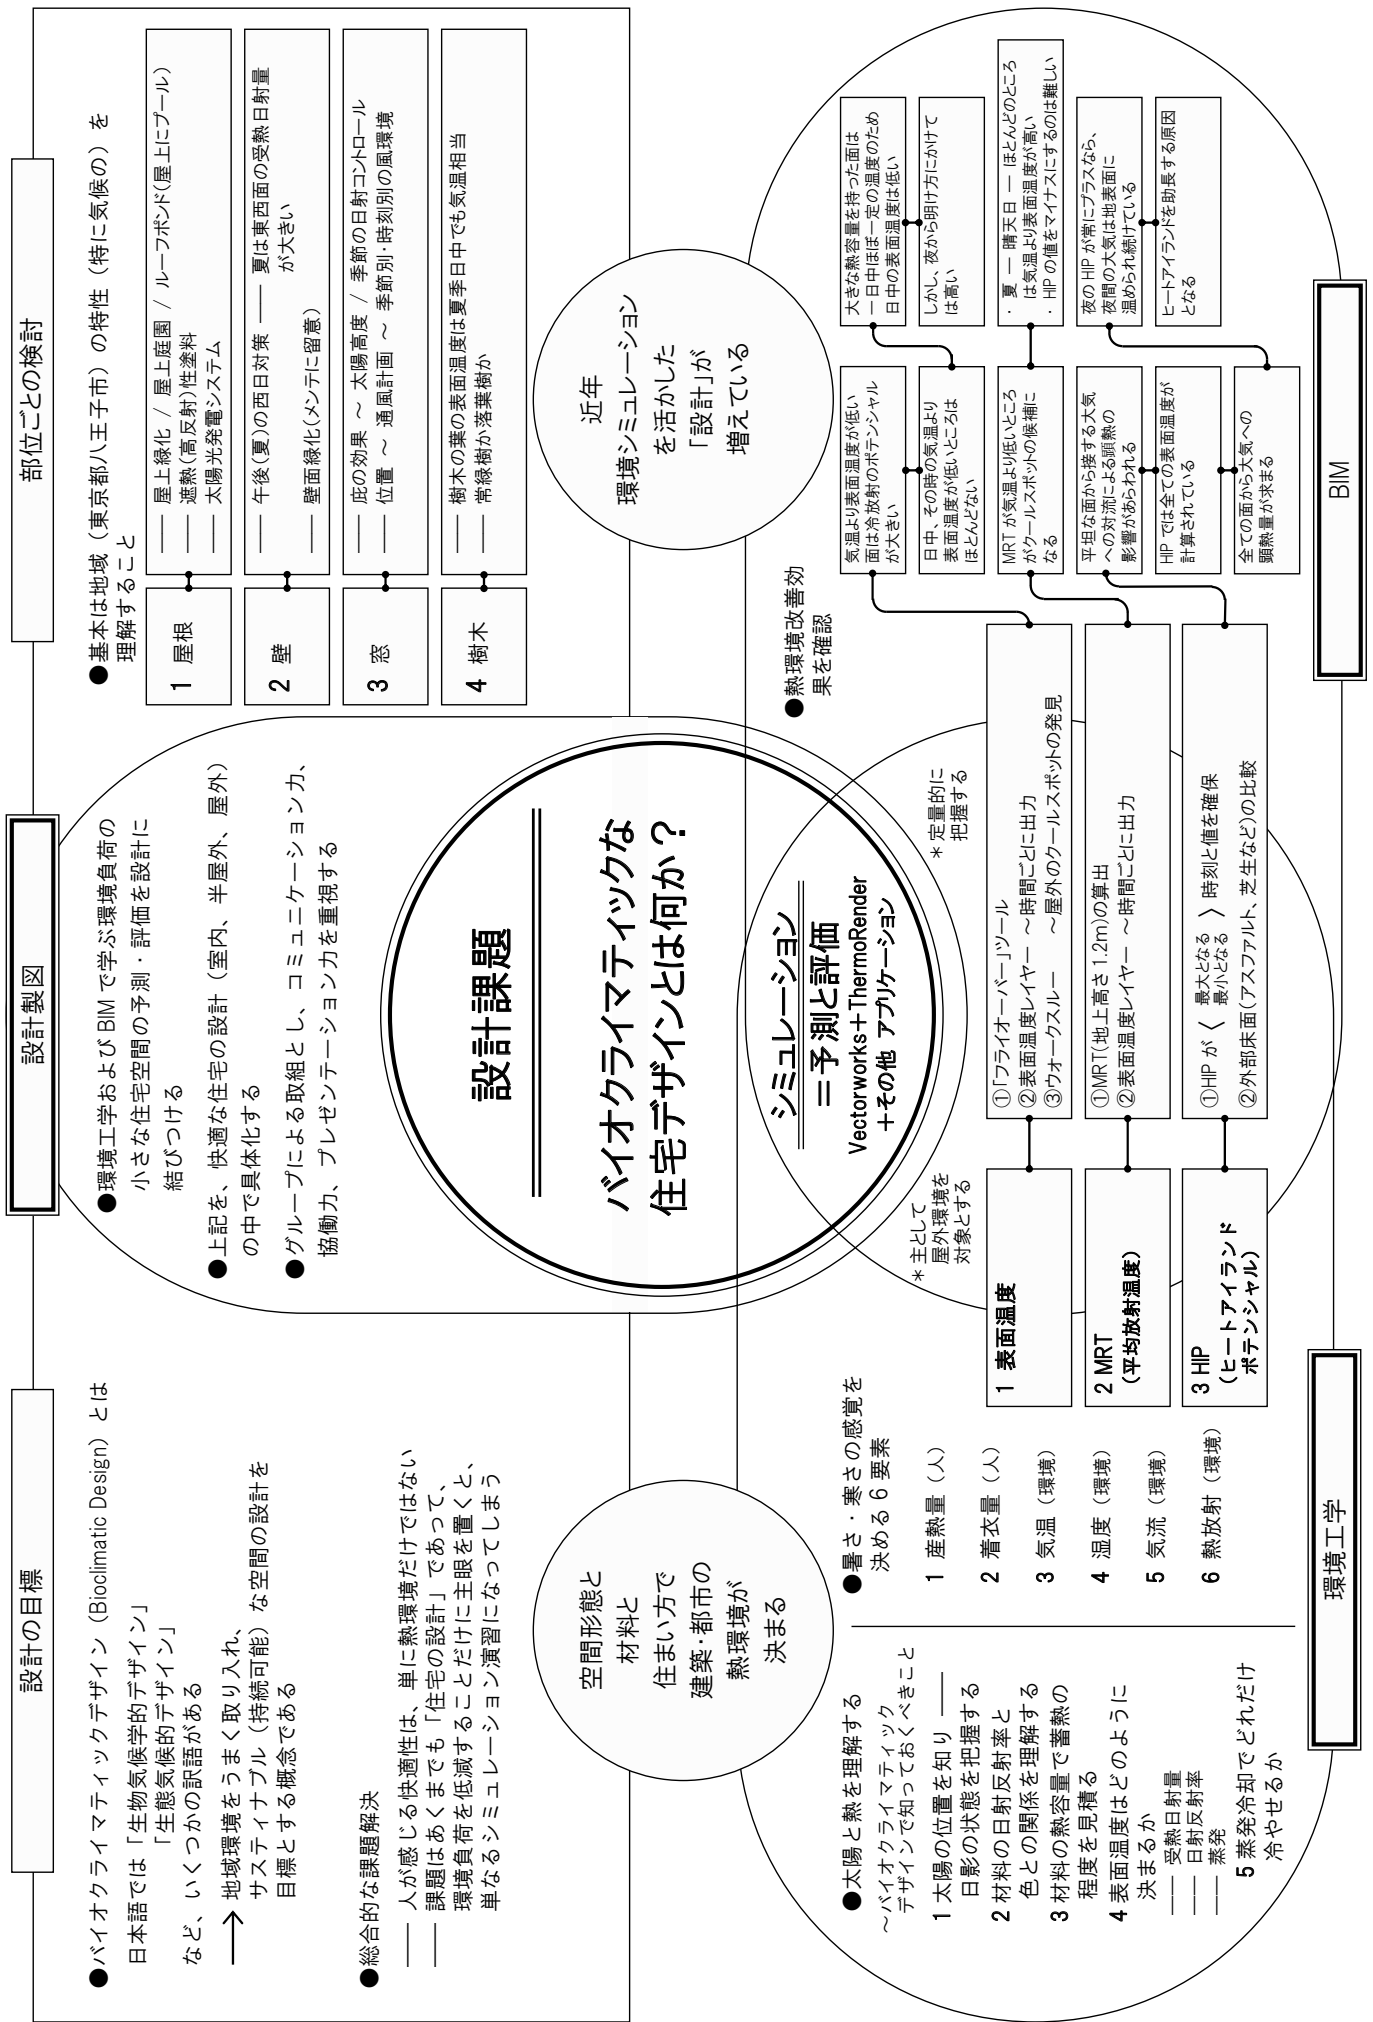 設計の目標
●バイオクライマティックデザイン（Bioclimatic Design）とは
日本語では「生物気候学的デザイン」
「生態気候的デザイン」
など、いくつかの訳語がある
→ 地域環境をうまく取り入れ、
サスティナブル（持続可能）な空間の設計を
目標とする概念である
●総合的な課題解決
―― 人が感じる快適性は、単に熱環境だけではない
―― 課題はあくまでも「住宅の設計」であって、
環境負荷を低減することだけに主眼を置くと、
単なるシミュレーション演習になってしまう
設計製図
●環境工学および BIM で学ぶ環境負荷の
小さな住宅空間の予測・評価を設計に
結びつける
●上記を、快適な住宅の設計（室内、半屋外、屋外）
の中で具体化する
●グループによる取組とし、コミュニケーション力、
協働力、プレゼンテーション力を重視する
部位ごとの検討
●基本は地域（東京都八王子市）の特性（特に気候の）を
理解すること
1 屋根
―― 屋上緑化 / 屋上庭園 / ルーフポンド(屋上にプール)
―― 遮熱(高反射)性塗料
―― 太陽光発電システム
2 壁
―― 午後(夏)の西日対策 ―― 夏は東西面の受熱日射量
が大きい
―― 壁面緑化(メンテに留意)
3 窓
―― 庇の効果 ～ 太陽高度 / 季節の日射コントロール
―― 位置 ～ 通風計画 ～ 季節別・時刻別の風環境
4 樹木
―― 樹木の葉の表面温度は夏季日中でも気温相当
―― 常緑樹か落葉樹か
空間形態と
材料と
住まい方で
建築・都市の
熱環境が
決まる
設計課題
バイオクライマティックな
住宅デザインとは何か？
近年
環境シミュレーション
を活かした
「設計」が
増えている
シミュレーション
＝予測と評価
Vectorworks＋ThermoRender
＋その他 アプリケーション
＊主として
屋外環境を
対象とする
＊定量的に
把握する
●太陽と熱を理解する
～バイオクライマティック
デザインで知っておくべきこと
1 太陽の位置を知り ――
日影の状態を把握する
2 材料の日射反射率と
色との関係を理解する
3 材料の熱容量で蓄熱の
程度を見積る
4 表面温度はどのように
決まるか
―― 受熱日射量
―― 日射反射率
―― 蒸発
5 蒸発冷却でどれだけ
冷やせるか
●暑さ・寒さの感覚を
決める 6 要素
1 産熱量（人）
2 着衣量（人）
3 気温（環境）
4 湿度（環境）
5 気流（環境）
6 熱放射（環境）
1 表面温度
①「フライオーバー」ツール
②表面温度レイヤー ～時間ごとに出力
③ウォークスルー ～屋外のクールスポットの発見
2 MRT
（平均放射温度）
①MRT(地上高さ 1.2m)の算出
②表面温度レイヤー ～時間ごとに出力
3 HIP
（ヒートアイランド
ポテンシャル）
①HIP が〈 最大となる 〉時刻と値を確保
最小となる
②外部床面(アスファルト、芝生など)の比較
●熱環境改善効
果を確認
気温より表面温度が低い
面は冷放射のポテンシャル
が大きい
日中、その時の気温より
表面温度が低いところは
ほとんどない
MRT が気温より低いところ
がクールスポットの候補に
なる
平坦な面から接する大気
への対流による顕熱の
影響があらわれる
HIP では全ての表面温度が
計算されている
全ての面から大気への
顕熱量が求まる
大きな熱容量を持った面は
一日中ほぼ一定の温度のため
日中の表面温度は低い
しかし、夜から明け方にかけて
は高い
・夏 ― 晴天日 ― ほとんどのところ
は気温より表面温度が高い
・HIP の値をマイナスにするのは難しい
夜の HIP が常にプラスなら、
夜間の大気は地表面に
温められ続けている
ヒートアイランドを助長する原因
となる
環境工学
BIM